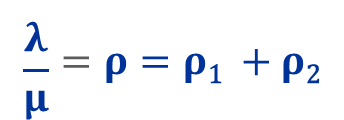 λ/μ = ρ = ρ₁ + ρ₂